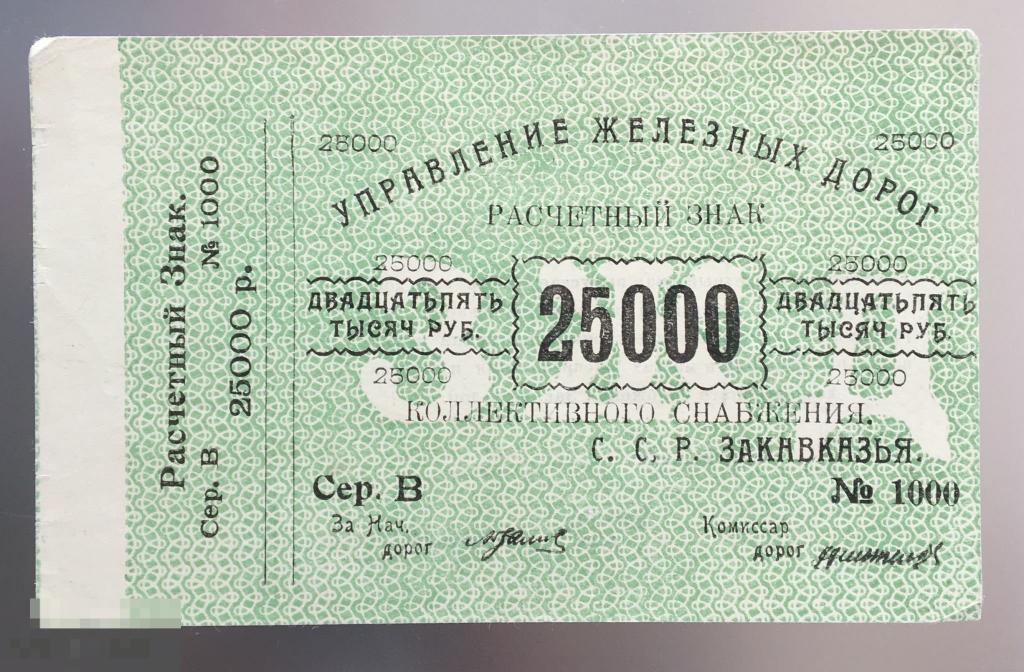 Расчетный Знак.
Сер. В № 1000
25000 р.
25000 25000
УПРАВЛЕНИЕ ЖЕЛЕЗНЫХ ДОРОГ
РАСЧЕТНЫЙ ЗНАК
25000 25000
ДВАДЦАТЬПЯТЬ
ТЫСЯЧ РУБ.
25000
ДВАДЦАТЬПЯТЬ
ТЫСЯЧ РУБ.
25000 25000
ЗЖД
КОЛЛЕКТИВНОГО СНАБЖЕНИЯ.
С. С, Р. ЗАКАВКАЗЬЯ.
Сер. В № 1000
За Нач.
дорог
Комиссар
дорог